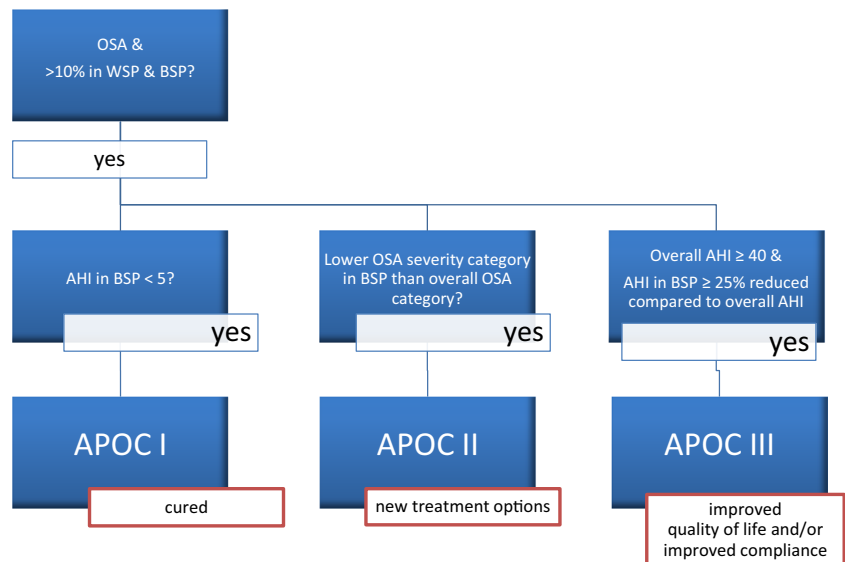 OSA &
>10% in WSP & BSP?
yes
AHI in BSP < 5?
yes
Lower OSA severity category
in BSP than overall OSA
category?
yes
Overall AHI ≥ 40 &
AHI in BSP ≥ 25% reduced
compared to overall AHI
yes
APOC I
cured
APOC II
new treatment options
APOC III
improved
quality of life and/or
improved compliance